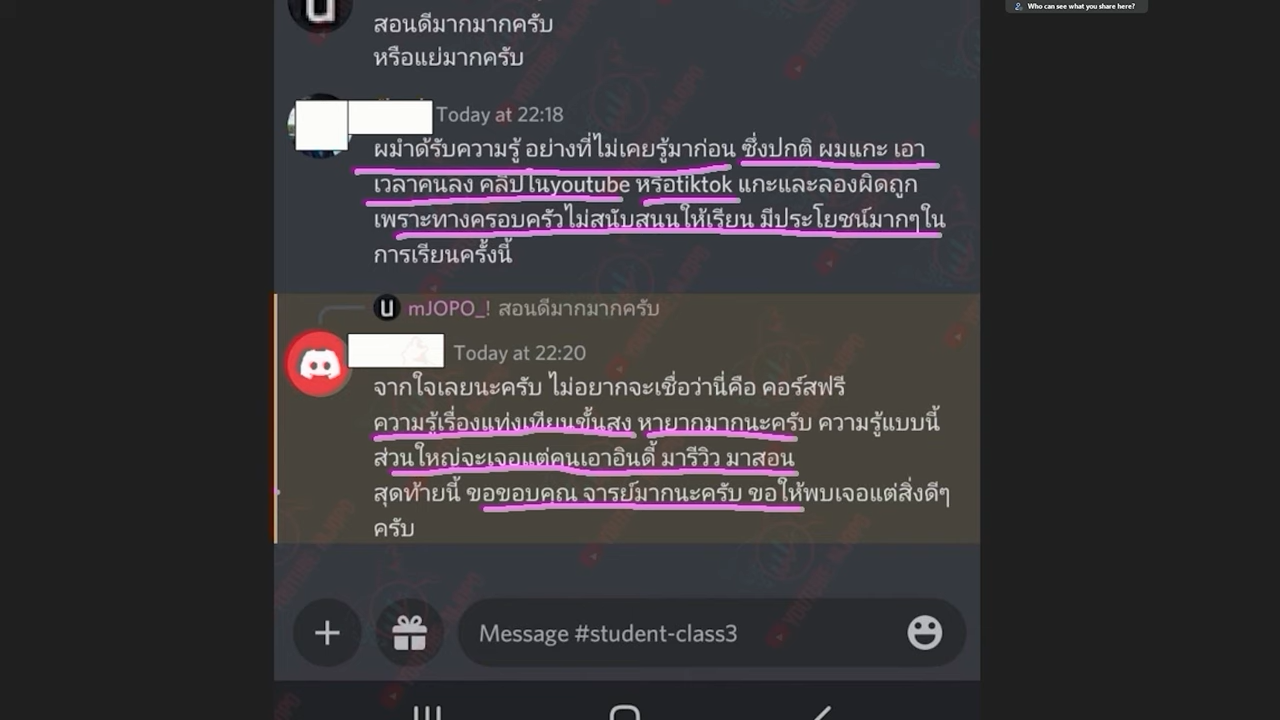 Who can see what you share here?
สอนดีมากมากครับ
หรือแย่มากครับ
Today at 22:18
ผมำด้รับความรู้ อย่างที่ไม่เคยรู้มาก่อน ซึ่งปกติ ผมแกะ เอา
เวลาคนลง คลิปในyoutube หรือtiktok แกะและลองผิดถูก
เพราะทางครอบครัวไม่สนับสนนให้เรียน มีประโยชน์มากๆใน
การเรียนครั้งนี้
mJOPO_! สอนดีมากมากครับ
Today at 22:20
จากใจเลยนะครับ ไม่อยากจะเชื่อว่านี่คือ คอร์สฟรี
ความรู้เรื่องแท่งเทียนขั้นสง หายากมากนะครับ ความรู้แบบนี้
ส่วนใหญ่จะเจอแต่คนเอาอินดี้ มารีวิว มาสอน
สุดท้ายนี้ ขอขอบคุณ จารย์มากนะครับ ขอให้พบเจอแต่สิ่งดีๆ
ครับ
Message #student-class3